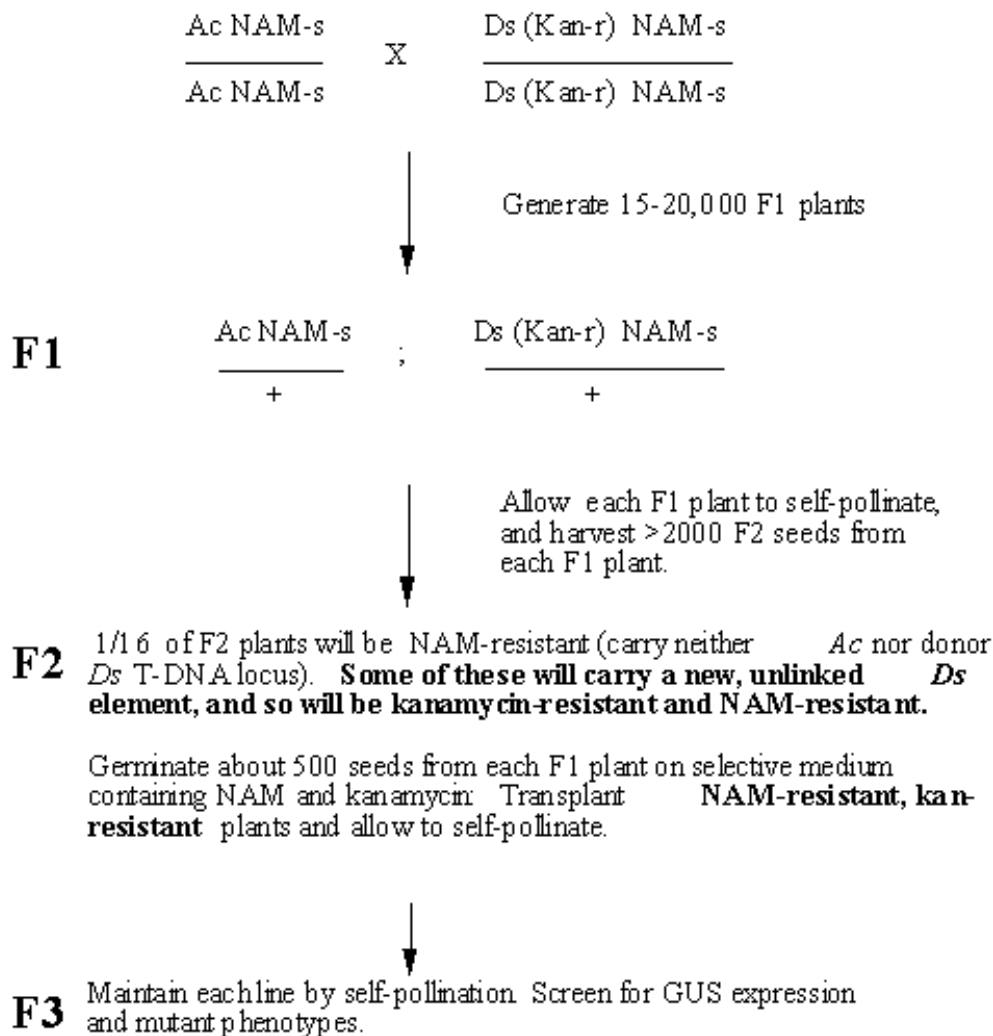 Ac NAM-s X Ds (Kan-r) NAM-s
Ac NAM-s Ds (Kan-r) NAM-s
Generate 15-20,000 F1 plants
F1 Ac NAM-s ; Ds (Kan-r) NAM-s
+ +
Allow each F1 plant to self-pollinate,
and harvest >2000 F2 seeds from
each F1 plant.
F2 1/16 of F2 plants will be NAM-resistant (carry neither Ac nor donor
Ds T-DNA locus). Some of these will carry a new, unlinked Ds
element, and so will be kanamycin-resistant and NAM-resistant.
Germinate about 500 seeds from each F1 plant on selective medium
containing NAM and kanamycin: Transplant NAM-resistant, kan-
resistant plants and allow to self-pollinate.
F3 Maintain each line by self-pollination. Screen for GUS expression
and mutant phenotypes.